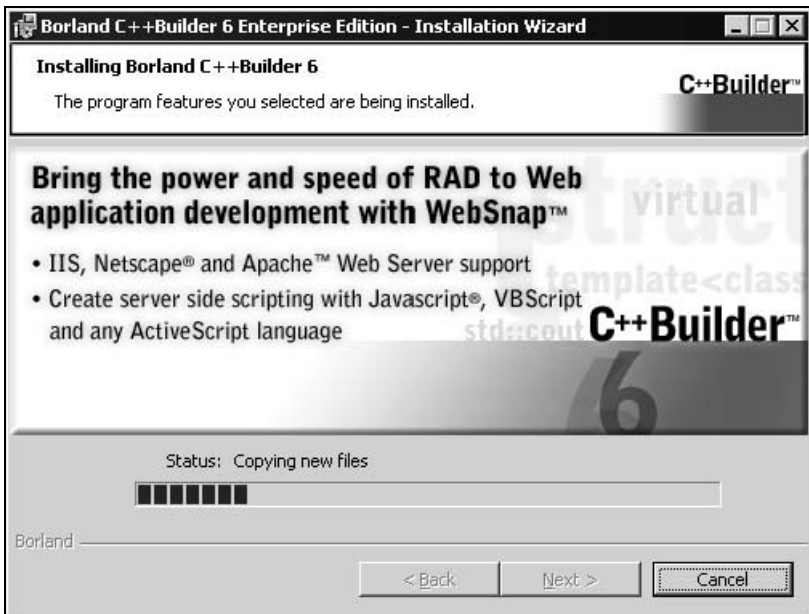 Borland C++Builder 6 Enterprise Edition - Installation Wizard
Installing Borland C++Builder 6
The program features you selected are being installed.
C++Builder™
Bring the power and speed of RAD to Web
application development with WebSnap™
• IIS, Netscape® and Apache™ Web Server support
• Create server side scripting with Javascript®, VBScript
and any ActiveScript language
struct
virtual
template<class
std::cout
C++Builder™
6
Status: Copying new files
Borland
< Back
Next >
Cancel